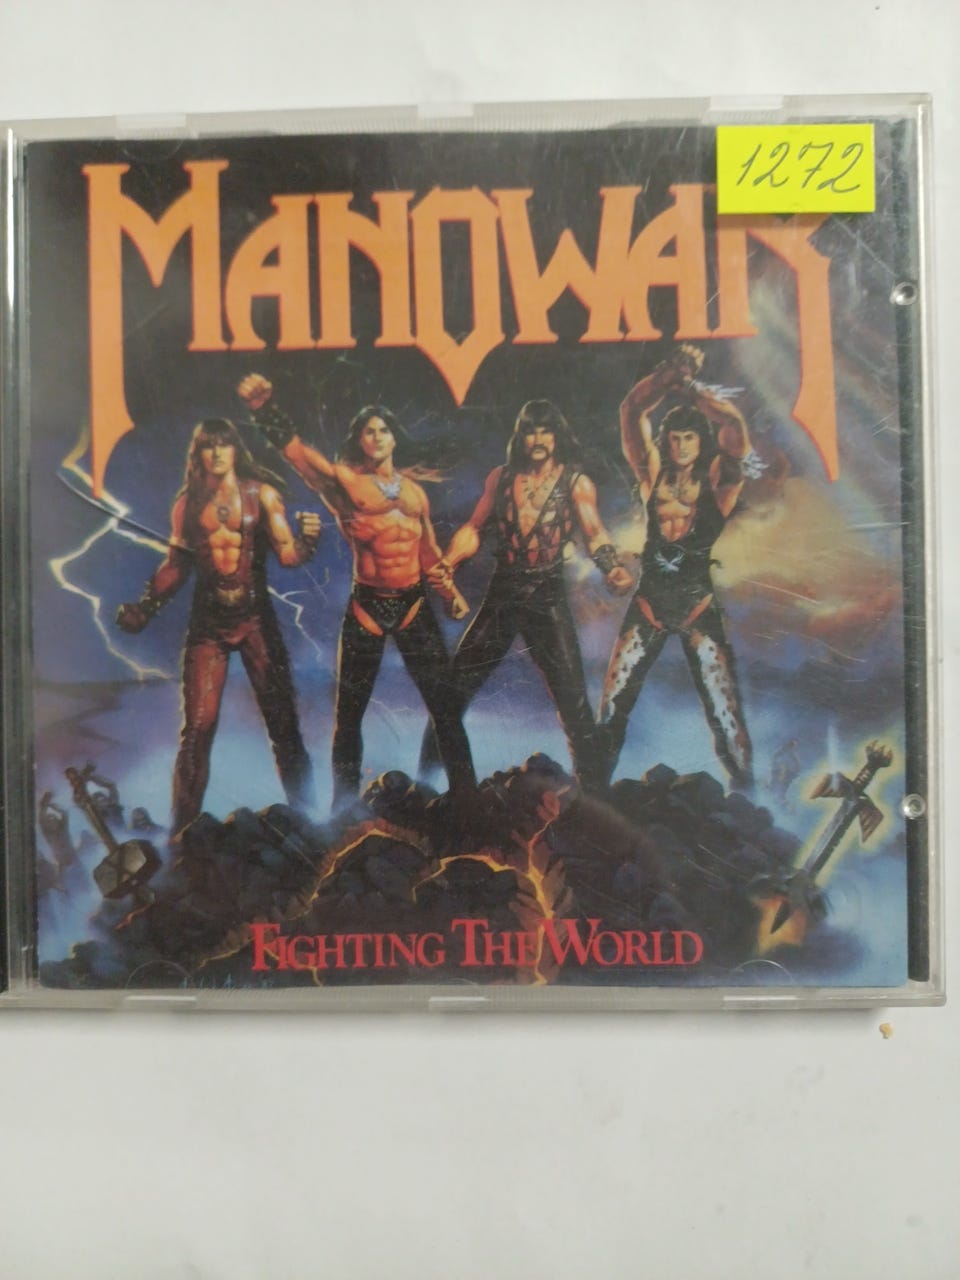 1272
MANOWAR
FIGHTING THE WORLD